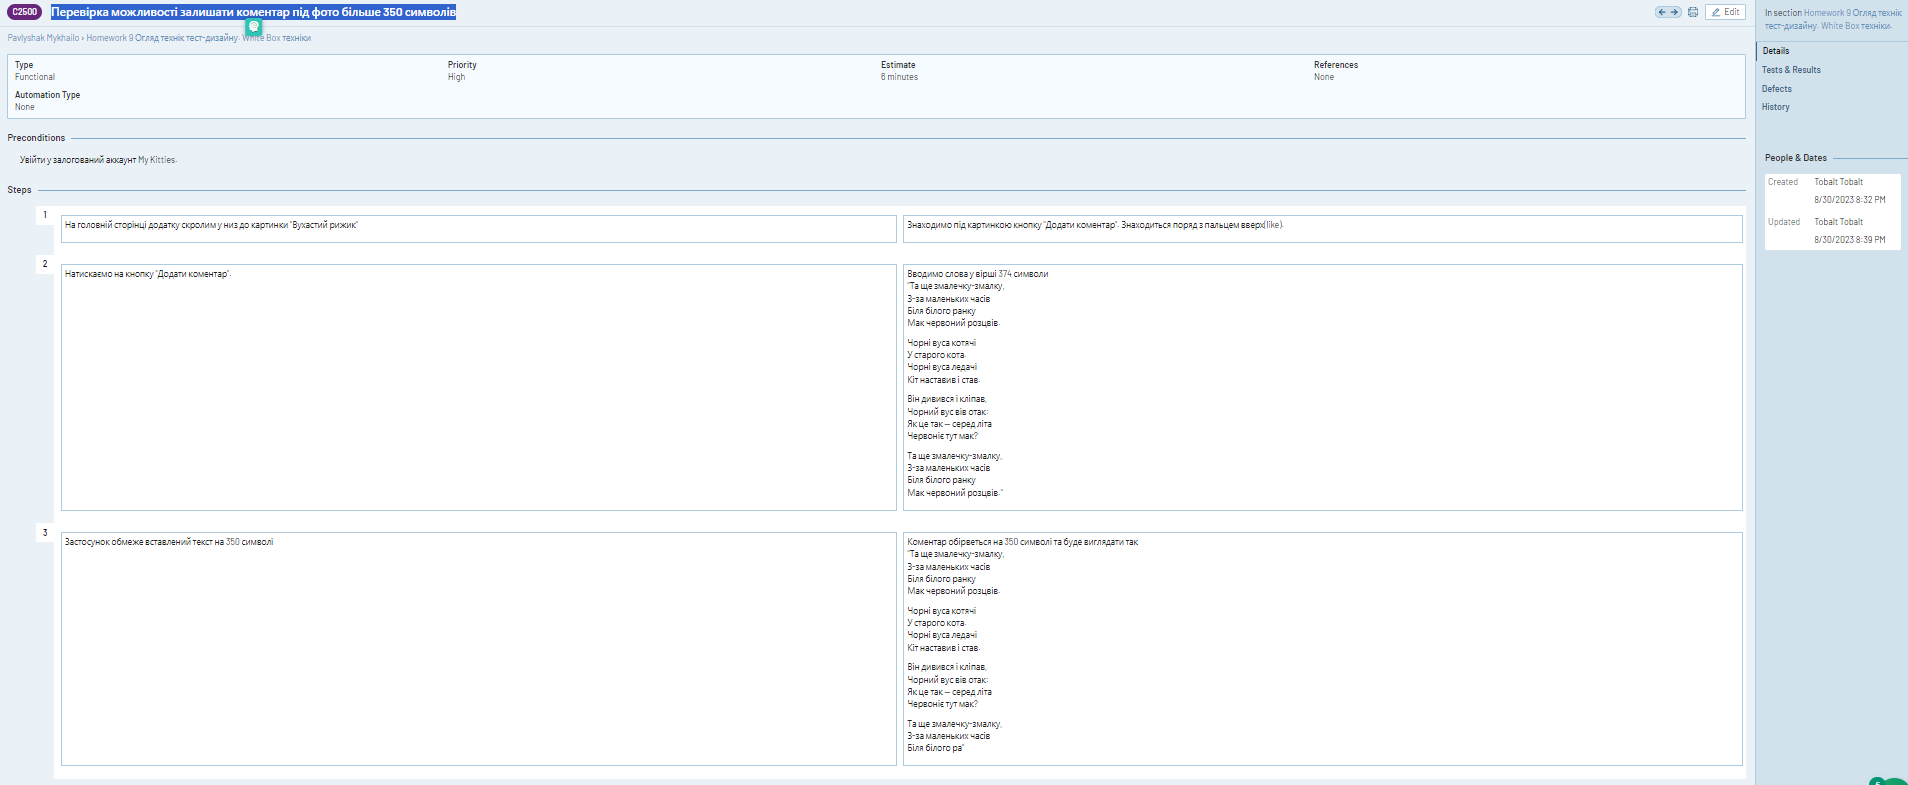 C2500 Перевірка можливості залишати коментар під фото більше 350 символів
Edit
Pavlyshak Mykhailo › Homework 9 Огляд технік тест-дизайну. White Box техніки
Type
Functional
Priority
High
Estimate
6 minutes
References
None
Automation Type
None
Preconditions
Увійти у залогований аккаунт My Kitties.
Steps
1
На головній сторінці додатку скролим у низ до картинки "Вухастий рижик"
Знаходимо під картинкою кнопку "Додати коментар". Знаходиться поряд з пальцем вверх(like).
2
Натискаємо на кнопку "Додати коментар".
Вводимо слова у вірші 374 символи
"Та ще змалечку-змалку,
З-за маленьких часів
Біля білого ранку
Мак червоний розцвів.
Чорні вуса котячі
У старого кота.
Чорні вуса ледачі
Кіт наставив і став.
Він дивився і кліпав,
Чорний вус вів отак:
Як це так — серед літа
Червоніє тут мак?
Та ще змалечку-змалку,
З-за маленьких часів
Біля білого ранку
Мак червоний розцвів."
3
Застосунок обмеже вставлений текст на 350 символі
Коментар обірветься на 350 символі та буде виглядати так
"Та ще змалечку-змалку,
З-за маленьких часів
Біля білого ранку
Мак червоний розцвів.
Чорні вуса котячі
У старого кота.
Чорні вуса ледачі
Кіт наставив і став.
Він дивився і кліпав,
Чорний вус вів отак:
Як це так — серед літа
Червоніє тут мак?
Та ще змалечку-змалку,
З-за маленьких часів
Біля білого ра"
In section Homework 9 Огляд технік
тест-дизайну. White Box техніки.
Details
Tests & Results
Defects
History
People & Dates
Created
Tobalt Tobalt
8/30/2023 8:32 PM
Updated
Tobalt Tobalt
8/30/2023 8:39 PM